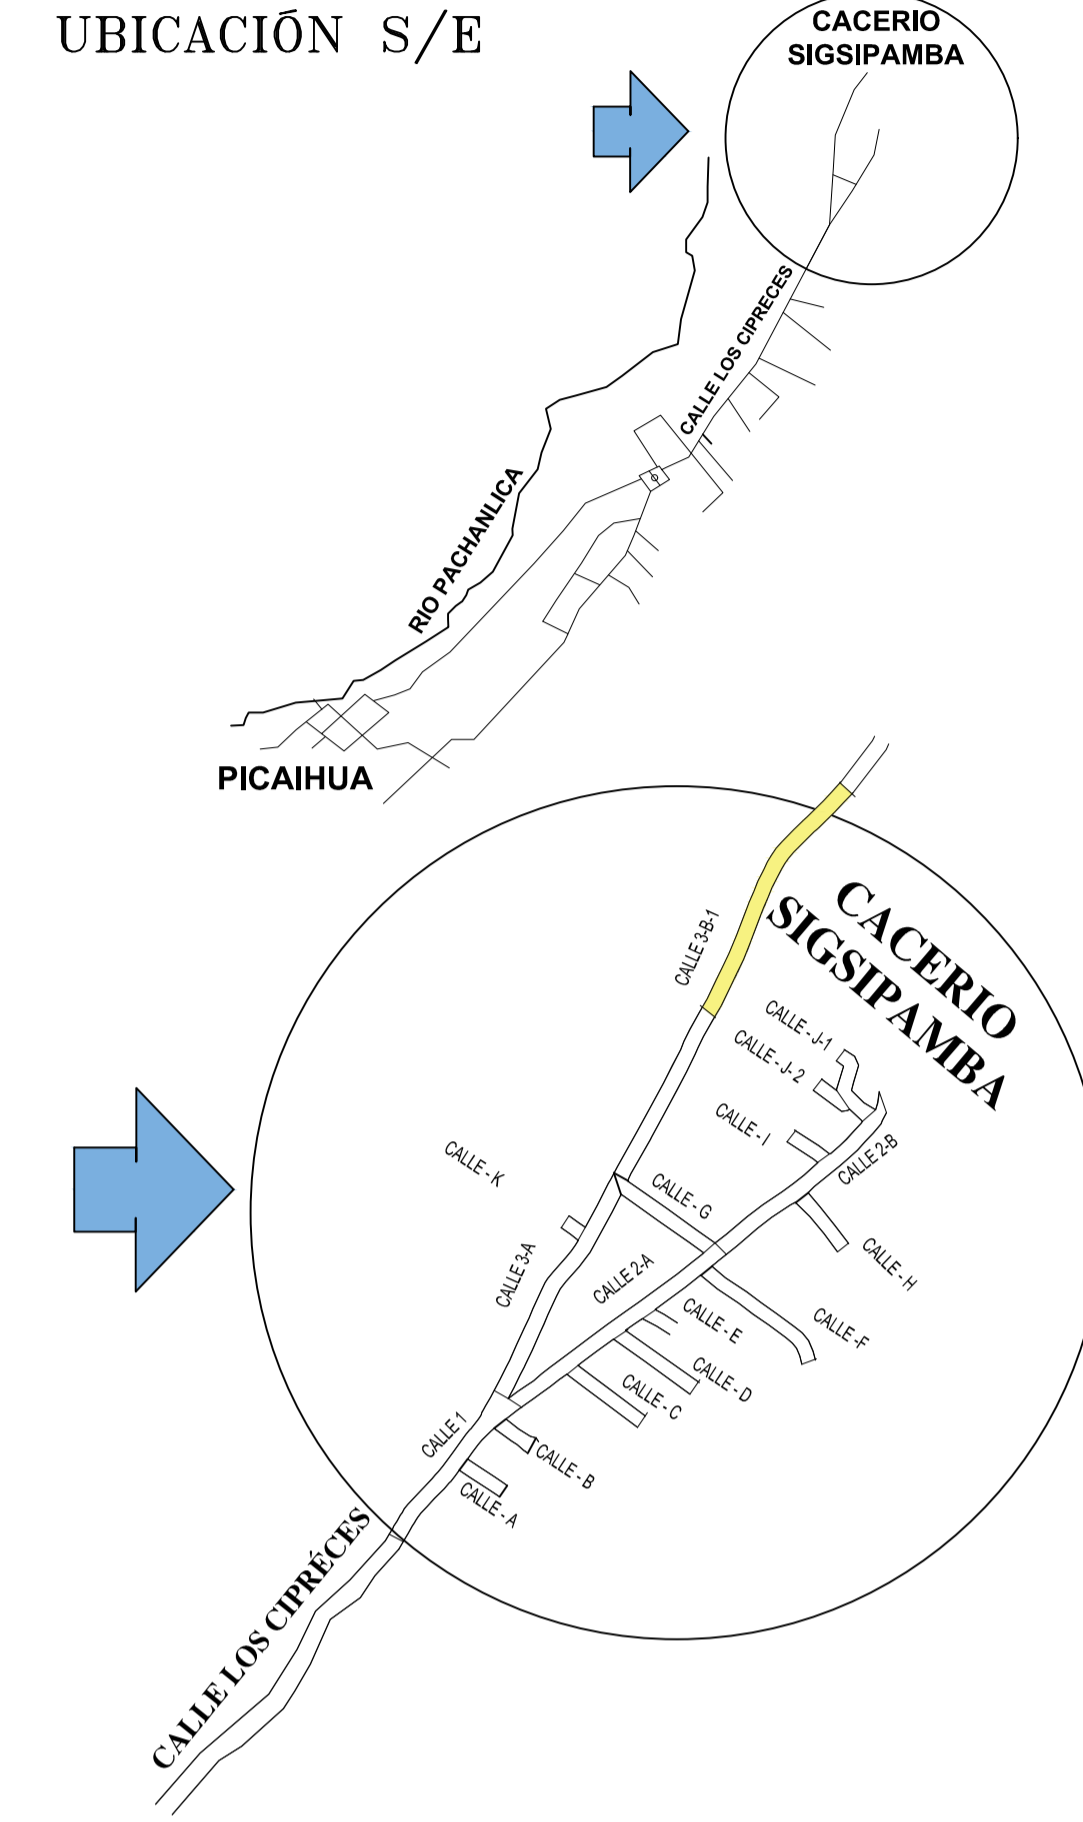 UBICACIÓN S/E
CACERIO
SIGSIPAMBA
CALLE LOS CIPRECES
RIO PACHANLICA
PICAIHUA
CACERIO
SIGSIPAMBA
CALLE 3-B-1
CALLE - J-1
CALLE - J- 2
CALLE - I
CALLE 2-B
CALLE - K
CALLE - G
CALLE - H
CALLE 3-A
CALLE 2-A
CALLE - E
CALLE -F
CALLE - D
CALLE - C
CALLE 1
CALLE - B
CALLE - A
CALLE LOS CIPRÉCES